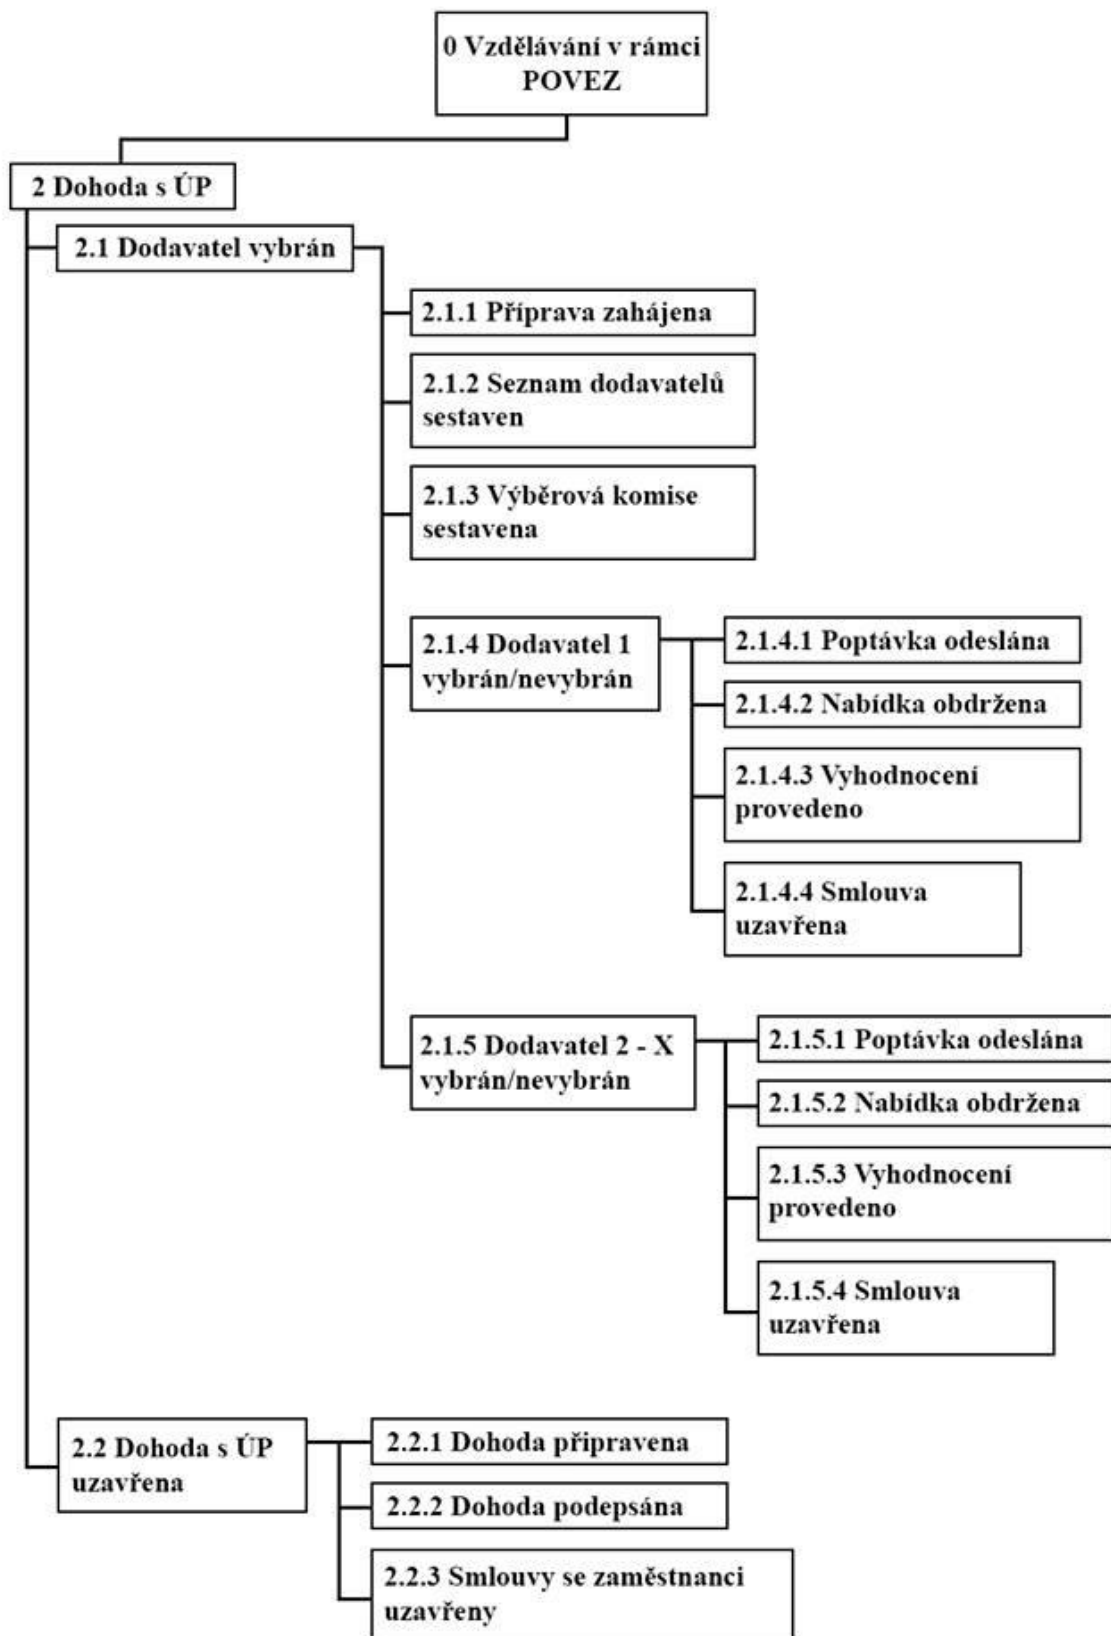 0 Vzdělávání v rámci
POVEZ
2 Dohoda s ÚP
2.1 Dodavatel vybrán
2.1.1 Příprava zahájena
2.1.2 Seznam dodavatelů
sestaven
2.1.3 Výběrová komise
sestavena
2.1.4 Dodavatel 1
vybrán/nevybrán
2.1.4.1 Poptávka odeslána
2.1.4.2 Nabídka obdržena
2.1.4.3 Vyhodnocení
provedeno
2.1.4.4 Smlouva
uzavřena
2.1.5 Dodavatel 2 - X
vybrán/nevybrán
2.1.5.1 Poptávka odeslána
2.1.5.2 Nabídka obdržena
2.1.5.3 Vyhodnocení
provedeno
2.1.5.4 Smlouva
uzavřena
2.2 Dohoda s ÚP
uzavřena
2.2.1 Dohoda připravena
2.2.2 Dohoda podepsána
2.2.3 Smlouvy se zaměstnanci
uzavřeny